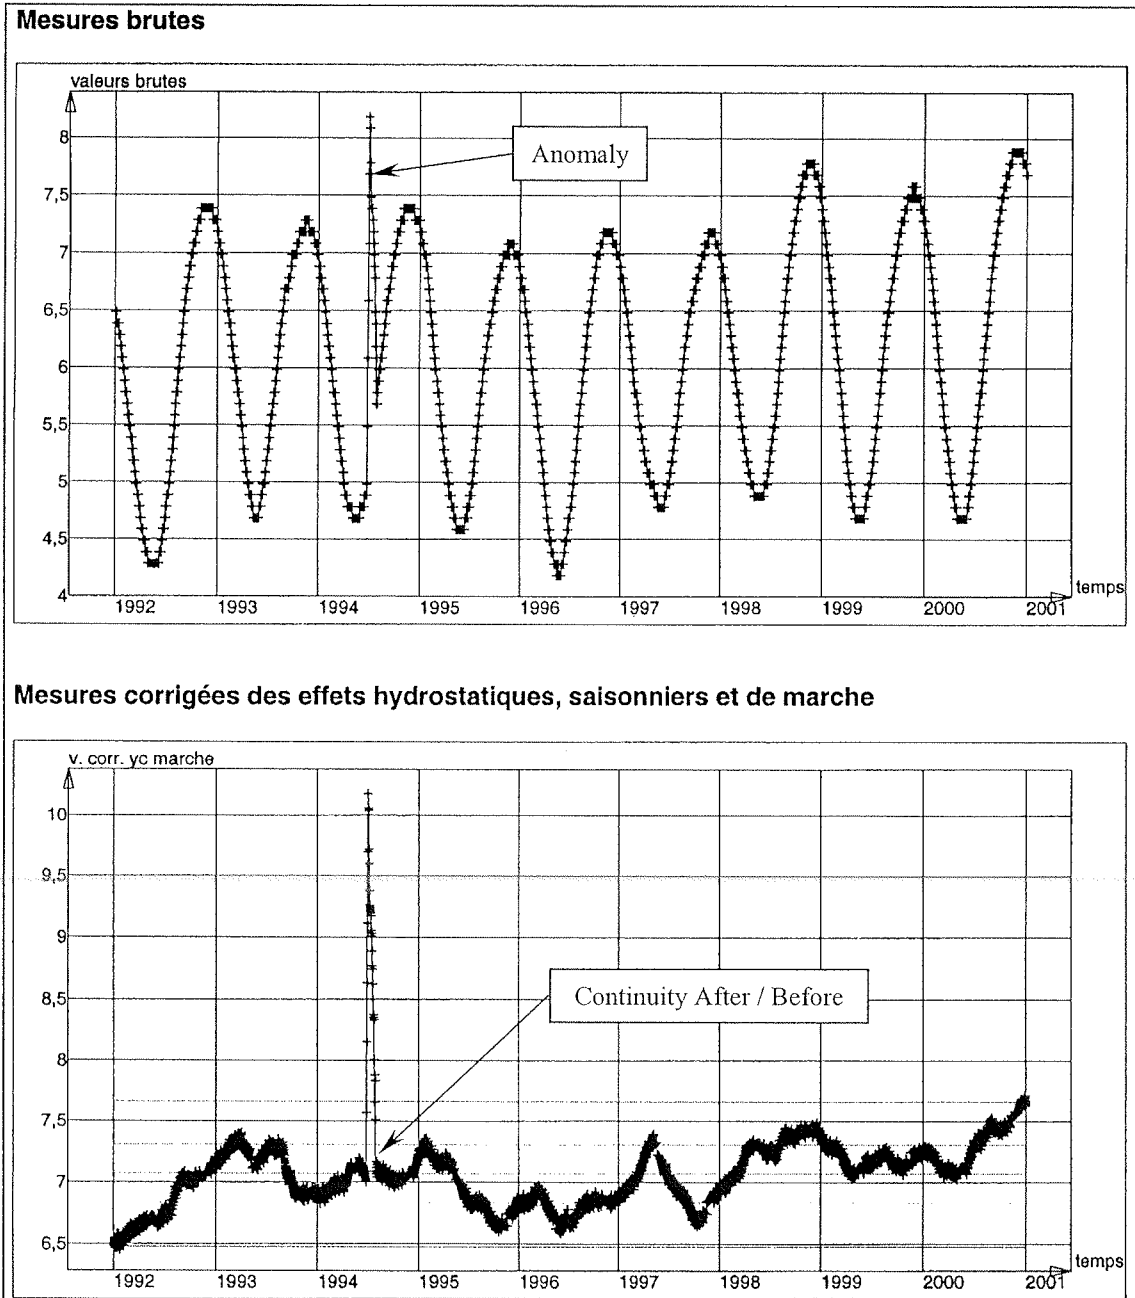 Mesures brutes
valeurs brutes
Anomaly
8
7,5
7
6,5
6
5,5
5
4,5
4
temps
1992 1993 1994 1995 1996 1997 1998 1999 2000 2001
Mesures corrigées des effets hydrostatiques, saisonniers et de marche
v. corr. yc marche
10
9,5
9
8,5
Continuity After / Before
8
7,5
7
6,5
temps
1992 1993 1994 1995 1996 1997 1998 1999 2000 2001